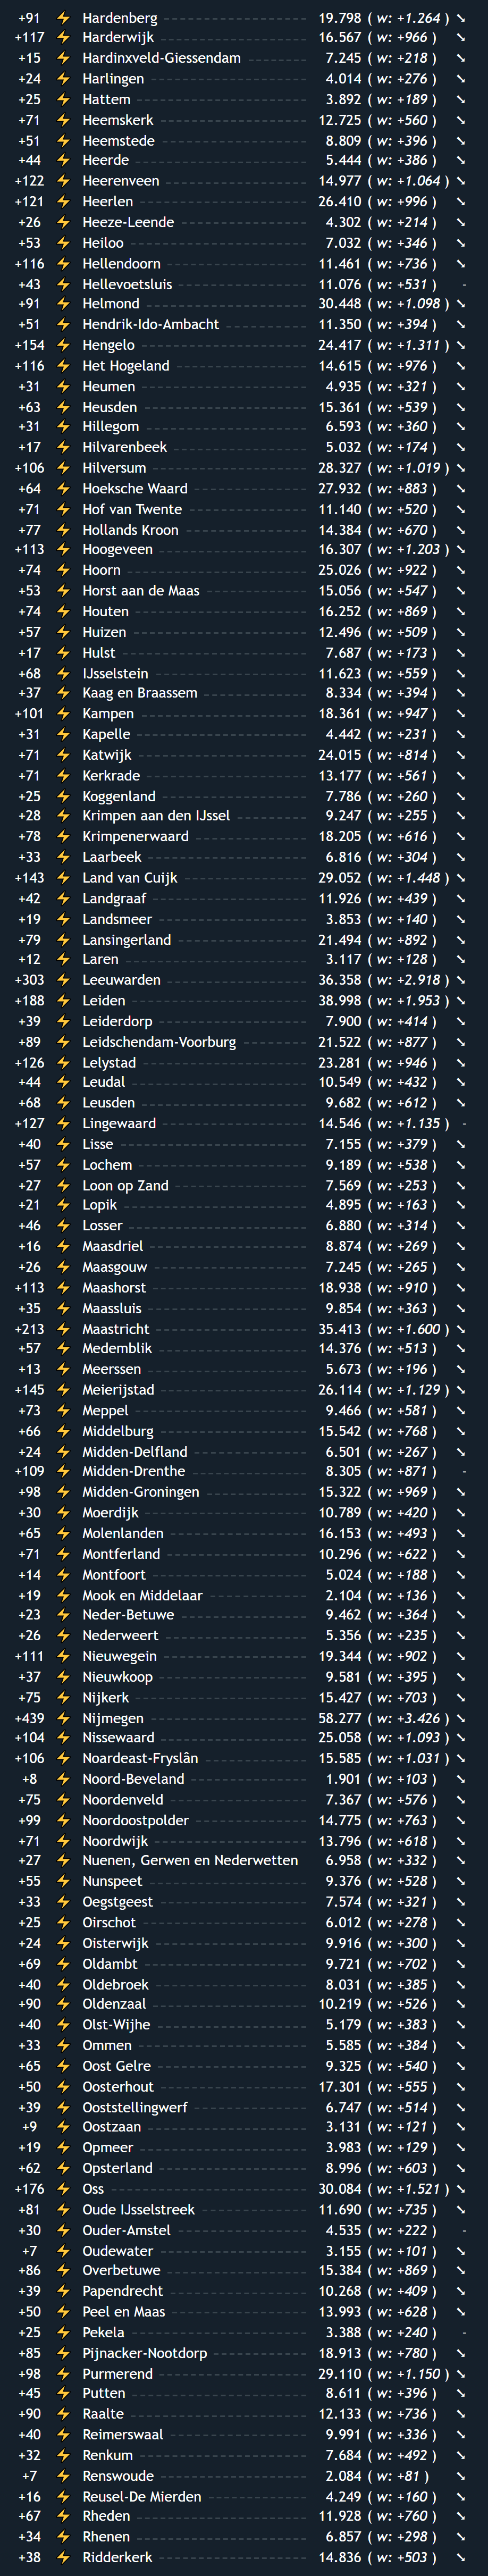 +91 ⚡ Hardenberg 19.798 ( w: +1.264 ) ⤡
+117 ⚡ Harderwijk 16.567 ( w: +966 ) ⤡
+15 ⚡ Hardinxveld-Giessendam 7.245 ( w: +218 ) ⤡
+24 ⚡ Harlingen 4.014 ( w: +276 ) ⤡
+25 ⚡ Hattem 3.892 ( w: +189 ) ⤡
+71 ⚡ Heemskerk 12.725 ( w: +560 ) ⤡
+51 ⚡ Heemstede 8.809 ( w: +396 ) ⤡
+44 ⚡ Heerde 5.444 ( w: +386 ) ⤡
+122 ⚡ Heerenveen 14.977 ( w: +1.064 ) ⤡
+121 ⚡ Heerlen 26.410 ( w: +996 ) ⤡
+26 ⚡ Heeze-Leende 4.302 ( w: +214 ) ⤡
+53 ⚡ Heiloo 7.032 ( w: +346 ) ⤡
+116 ⚡ Hellendoorn 11.461 ( w: +736 ) ⤡
+43 ⚡ Hellevoetsluis 11.076 ( w: +531 ) -
+91 ⚡ Helmond 30.448 ( w: +1.098 ) ⤡
+51 ⚡ Hendrik-Ido-Ambacht 11.350 ( w: +394 ) ⤡
+154 ⚡ Hengelo 24.417 ( w: +1.311 ) ⤡
+116 ⚡ Het Hogeland 14.615 ( w: +976 ) ⤡
+31 ⚡ Heumen 4.935 ( w: +321 ) ⤡
+63 ⚡ Heusden 15.361 ( w: +539 ) ⤡
+31 ⚡ Hillegom 6.593 ( w: +360 ) ⤡
+17 ⚡ Hilvarenbeek 5.032 ( w: +174 ) ⤡
+106 ⚡ Hilversum 28.327 ( w: +1.019 ) ⤡
+64 ⚡ Hoeksche Waard 27.932 ( w: +883 ) ⤡
+71 ⚡ Hof van Twente 11.140 ( w: +520 ) ⤡
+77 ⚡ Hollands Kroon 14.384 ( w: +670 ) ⤡
+113 ⚡ Hoogeveen 16.307 ( w: +1.203 ) ⤡
+74 ⚡ Hoorn 25.026 ( w: +922 ) ⤡
+53 ⚡ Horst aan de Maas 15.056 ( w: +547 ) ⤡
+74 ⚡ Houten 16.252 ( w: +869 ) ⤡
+57 ⚡ Huizen 12.496 ( w: +509 ) ⤡
+17 ⚡ Hulst 7.687 ( w: +173 ) ⤡
+68 ⚡ IJsselstein 11.623 ( w: +559 ) ⤡
+37 ⚡ Kaag en Braassem 8.334 ( w: +394 ) ⤡
+101 ⚡ Kampen 18.361 ( w: +947 ) ⤡
+31 ⚡ Kapelle 4.442 ( w: +231 ) ⤡
+71 ⚡ Katwijk 24.015 ( w: +814 ) ⤡
+71 ⚡ Kerkrade 13.177 ( w: +561 ) ⤡
+25 ⚡ Koggenland 7.786 ( w: +260 ) ⤡
+28 ⚡ Krimpen aan den IJssel 9.247 ( w: +255 ) ⤡
+78 ⚡ Krimpenerwaard 18.205 ( w: +616 ) ⤡
+33 ⚡ Laarbeek 6.816 ( w: +304 ) ⤡
+143 ⚡ Land van Cuijk 29.052 ( w: +1.448 ) ⤡
+42 ⚡ Landgraaf 11.926 ( w: +439 ) ⤡
+19 ⚡ Landsmeer 3.853 ( w: +140 ) ⤡
+79 ⚡ Lansingerland 21.494 ( w: +892 ) ⤡
+12 ⚡ Laren 3.117 ( w: +128 ) ⤡
+303 ⚡ Leeuwarden 36.358 ( w: +2.918 ) ⤡
+188 ⚡ Leiden 38.998 ( w: +1.953 ) ⤡
+39 ⚡ Leiderdorp 7.900 ( w: +414 ) ⤡
+89 ⚡ Leidschendam-Voorburg 21.522 ( w: +877 ) ⤡
+126 ⚡ Lelystad 23.281 ( w: +946 ) ⤡
+44 ⚡ Leudal 10.549 ( w: +432 ) ⤡
+68 ⚡ Leusden 9.682 ( w: +612 ) ⤡
+127 ⚡ Lingewaard 14.546 ( w: +1.135 ) -
+40 ⚡ Lisse 7.155 ( w: +379 ) ⤡
+57 ⚡ Lochem 9.189 ( w: +538 ) ⤡
+27 ⚡ Loon op Zand 7.569 ( w: +253 ) ⤡
+21 ⚡ Lopik 4.895 ( w: +163 ) ⤡
+46 ⚡ Losser 6.880 ( w: +314 ) ⤡
+16 ⚡ Maasdriel 8.874 ( w: +269 ) ⤡
+26 ⚡ Maasgouw 7.245 ( w: +265 ) ⤡
+113 ⚡ Maashorst 18.938 ( w: +910 ) ⤡
+35 ⚡ Maassluis 9.854 ( w: +363 ) ⤡
+213 ⚡ Maastricht 35.413 ( w: +1.600 ) ⤡
+57 ⚡ Medemblik 14.376 ( w: +513 ) ⤡
+13 ⚡ Meerssen 5.673 ( w: +196 ) ⤡
+145 ⚡ Meierijstad 26.114 ( w: +1.129 ) ⤡
+73 ⚡ Meppel 9.466 ( w: +581 ) ⤡
+66 ⚡ Middelburg 15.542 ( w: +768 ) ⤡
+24 ⚡ Midden-Delfland 6.501 ( w: +267 ) ⤡
+109 ⚡ Midden-Drenthe 8.305 ( w: +871 ) -
+98 ⚡ Midden-Groningen 15.322 ( w: +969 ) ⤡
+30 ⚡ Moerdijk 10.789 ( w: +420 ) ⤡
+65 ⚡ Molenlanden 16.153 ( w: +493 ) ⤡
+71 ⚡ Montferland 10.296 ( w: +622 ) ⤡
+14 ⚡ Montfoort 5.024 ( w: +188 ) ⤡
+19 ⚡ Mook en Middelaar 2.104 ( w: +136 ) ⤡
+23 ⚡ Neder-Betuwe 9.462 ( w: +364 ) ⤡
+26 ⚡ Nederweert 5.356 ( w: +235 ) ⤡
+111 ⚡ Nieuwegein 19.344 ( w: +902 ) ⤡
+37 ⚡ Nieuwkoop 9.581 ( w: +395 ) ⤡
+75 ⚡ Nijkerk 15.427 ( w: +703 ) ⤡
+439 ⚡ Nijmegen 58.277 ( w: +3.426 ) ⤡
+104 ⚡ Nissewaard 25.058 ( w: +1.093 ) ⤡
+106 ⚡ Noardeast-Fryslân 15.585 ( w: +1.031 ) ⤡
+8 ⚡ Noord-Beveland 1.901 ( w: +103 ) ⤡
+75 ⚡ Noordenveld 7.367 ( w: +576 ) ⤡
+99 ⚡ Noordoostpolder 14.775 ( w: +763 ) ⤡
+71 ⚡ Noordwijk 13.796 ( w: +618 ) ⤡
+27 ⚡ Nuenen, Gerwen en Nederwetten 6.958 ( w: +332 ) ⤡
+55 ⚡ Nunspeet 9.376 ( w: +528 ) ⤡
+33 ⚡ Oegstgeest 7.574 ( w: +321 ) ⤡
+25 ⚡ Oirschot 6.012 ( w: +278 ) ⤡
+24 ⚡ Oisterwijk 9.916 ( w: +300 ) ⤡
+69 ⚡ Oldambt 9.721 ( w: +702 ) ⤡
+40 ⚡ Oldebroek 8.031 ( w: +385 ) ⤡
+90 ⚡ Oldenzaal 10.219 ( w: +526 ) ⤡
+40 ⚡ Olst-Wijhe 5.179 ( w: +383 ) ⤡
+33 ⚡ Ommen 5.585 ( w: +384 ) ⤡
+65 ⚡ Oost Gelre 9.325 ( w: +540 ) ⤡
+50 ⚡ Oosterhout 17.301 ( w: +555 ) ⤡
+39 ⚡ Ooststellingwerf 6.747 ( w: +514 ) ⤡
+9 ⚡ Oostzaan 3.131 ( w: +121 ) ⤡
+19 ⚡ Opmeer 3.983 ( w: +129 ) ⤡
+62 ⚡ Opsterland 8.996 ( w: +603 ) ⤡
+176 ⚡ Oss 30.084 ( w: +1.521 ) ⤡
+81 ⚡ Oude IJsselstreek 11.690 ( w: +735 ) ⤡
+30 ⚡ Ouder-Amstel 4.535 ( w: +222 ) -
+7 ⚡ Oudewater 3.155 ( w: +101 ) ⤡
+86 ⚡ Overbetuwe 15.384 ( w: +869 ) ⤡
+39 ⚡ Papendrecht 10.268 ( w: +409 ) ⤡
+50 ⚡ Peel en Maas 13.993 ( w: +628 ) ⤡
+25 ⚡ Pekela 3.388 ( w: +240 ) -
+85 ⚡ Pijnacker-Nootdorp 18.913 ( w: +780 ) ⤡
+98 ⚡ Purmerend 29.110 ( w: +1.150 ) ⤡
+45 ⚡ Putten 8.611 ( w: +396 ) ⤡
+90 ⚡ Raalte 12.133 ( w: +736 ) ⤡
+40 ⚡ Reimerswaal 9.991 ( w: +336 ) ⤡
+32 ⚡ Renkum 7.684 ( w: +492 ) ⤡
+7 ⚡ Renswoude 2.084 ( w: +81 ) ⤡
+16 ⚡ Reusel-De Mierden 4.249 ( w: +160 ) ⤡
+67 ⚡ Rheden 11.928 ( w: +760 ) ⤡
+34 ⚡ Rhenen 6.857 ( w: +298 ) ⤡
+38 ⚡ Ridderkerk 14.836 ( w: +503 ) ⤡